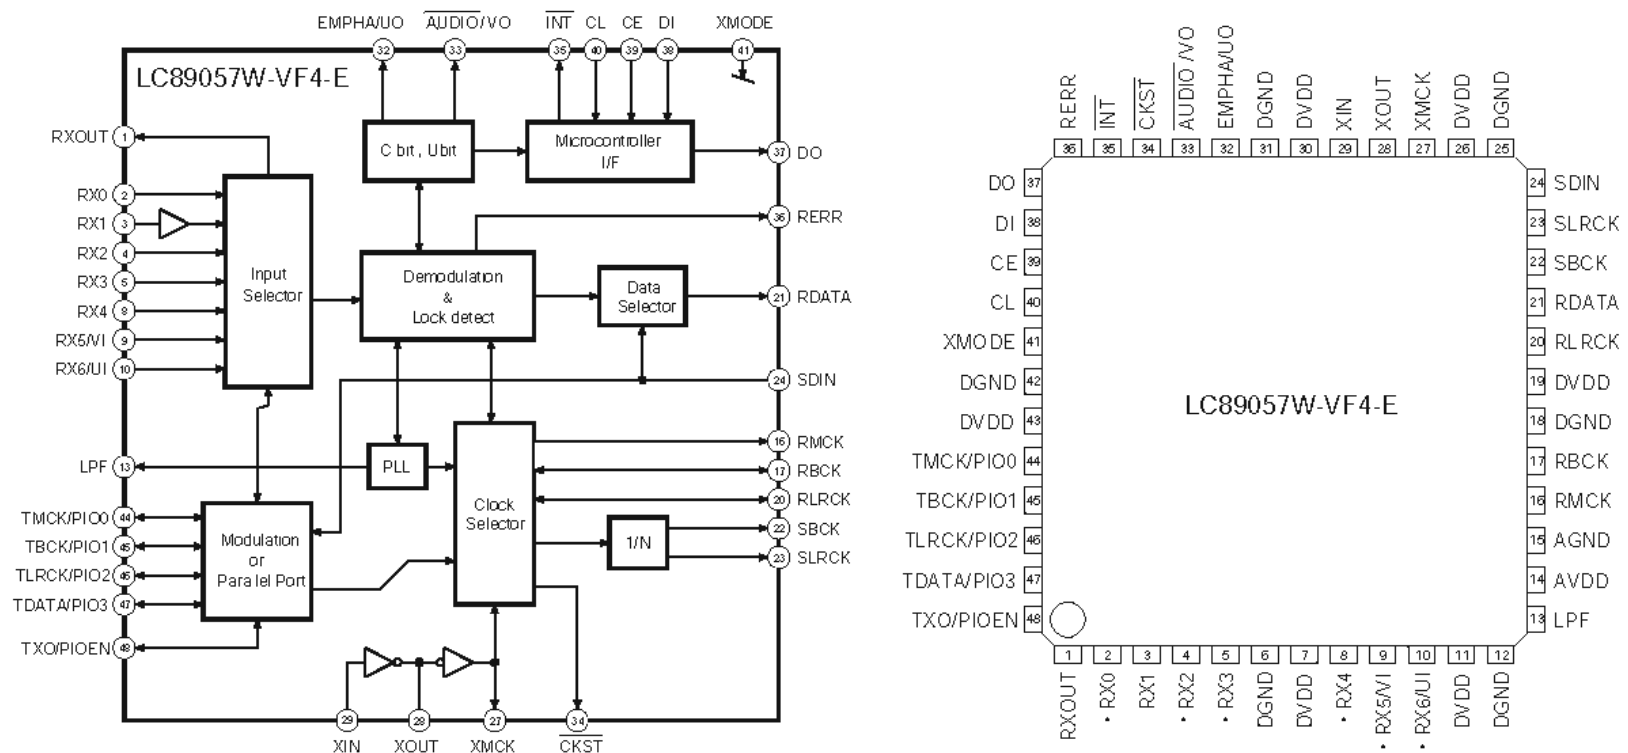 EMPHA/UO AUDIO/VO INT CL CE DI XMODE
32 33 35 40 39 38 41
LC89057W-VF4-E
RXOUT 1
C bit, Ubit
Microcontroller
I/F
37 DO
RX0 2
RX1 3
RX2 4
RX3 5
RX4 8
RX5/VI 9
RX6/UI 10
Input
Selector
36 RERR
Demodulation
&
Lock detect
Data
Selector
21 RDATA
24 SDIN
LPF 13
PLL
Clock
Selector
16 RMCK
17 RBCK
20 RLRCK
22 SBCK
23 SLRCK
1/N
TMCK/PIO0 44
TBCK/PIO1 45
TLRCK/PIO2 46
TDATA/PIO3 47
TXO/PIOEN 48
Modulation
or
Parallel Port
29 28 27 34
XIN XOUT XMCK CKST
RERR INT CKST AUDIO/VO EMPHA/UO DGND DVDD XIN XOUT XMCK DVDD DGND
36 35 34 33 32 31 30 29 28 27 26 25
DO 37 24 SDIN
DI 38 23 SLRCK
CE 39 22 SBCK
CL 40 21 RDATA
XMODE 41 20 RLRCK
DGND 42 19 DVDD
LC89057W-VF4-E
DVDD 43 18 DGND
TMCK/PIO0 44 17 RBCK
TBCK/PIO1 45 16 RMCK
TLRCK/PIO2 46 15 AGND
TDATA/PIO3 47 14 AVDD
TXO/PIOEN 48 13 LPF
1 2 3 4 5 6 7 8 9 10 11 12
RXOUT • RX0 RX1 • RX2 • RX3 DGND DVDD • RX4 • RX5/VI • RX6/UI DVDD DGND